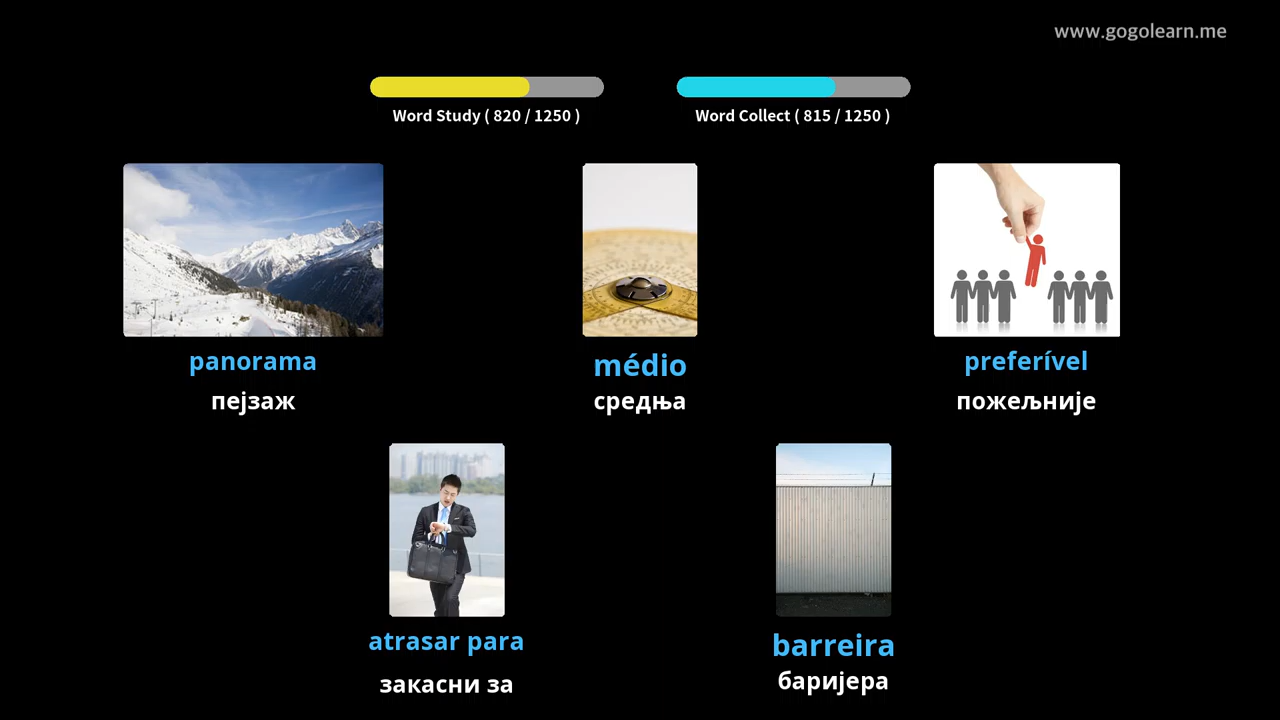 www.gogolearn.me
Word Study ( 820 / 1250 )
Word Collect ( 815 / 1250 )
panorama
пејзаж
médio
средња
preferível
пожељније
atrasar para
закасни за
barreira
баријера